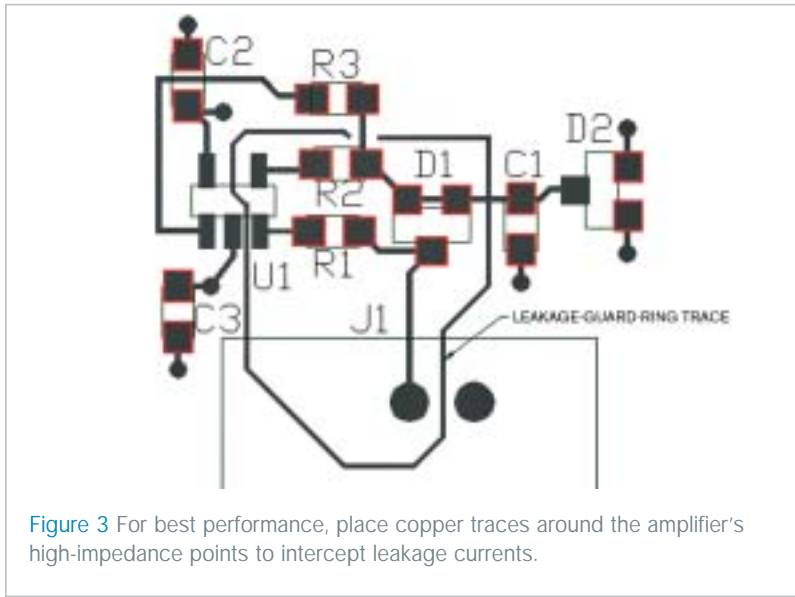 C2
R3
D2
D1
C1
R2
R1
U1
C3
J1
LEAKAGE-GUARD-RING TRACE
Figure 3 For best performance, place copper traces around the amplifier's
high-impedance points to intercept leakage currents.